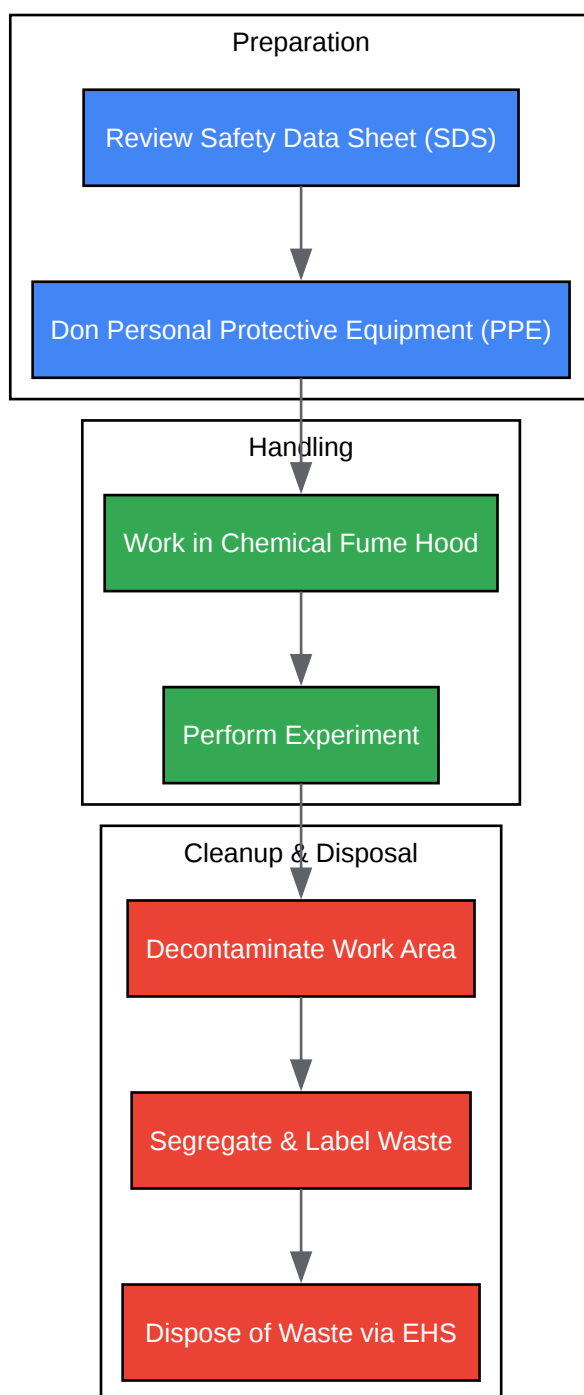 Preparation
Review Safety Data Sheet (SDS)
Don Personal Protective Equipment (PPE)
Handling
Work in Chemical Fume Hood
Perform Experiment
Cleanup & Disposal
Decontaminate Work Area
Segregate & Label Waste
Dispose of Waste via EHS